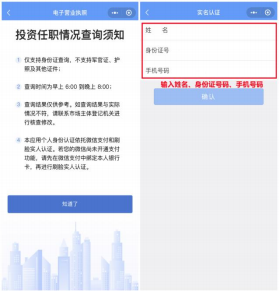 电子营业执照
投资任职情况查询须知
1 仅支持身份证查询，不支持军官证、护
照及其他证件；
2 查询时间为早上 6:00 到晚上 8:00；
3 查询结果仅供参考，如查询结果与实际
情况不符，请联系市场主体登记机关进
行核查修改。
4 本应用个人身份认证依托微信支付和刷
脸实人认证。若您的微信尚未开通支付
功能，请先在微信支付中绑定本人银行
卡、再进行刷脸实人认证。
知道了
实名认证
姓 名
身份证号
手机号码
输入姓名、身份证号码、手机号码
确认